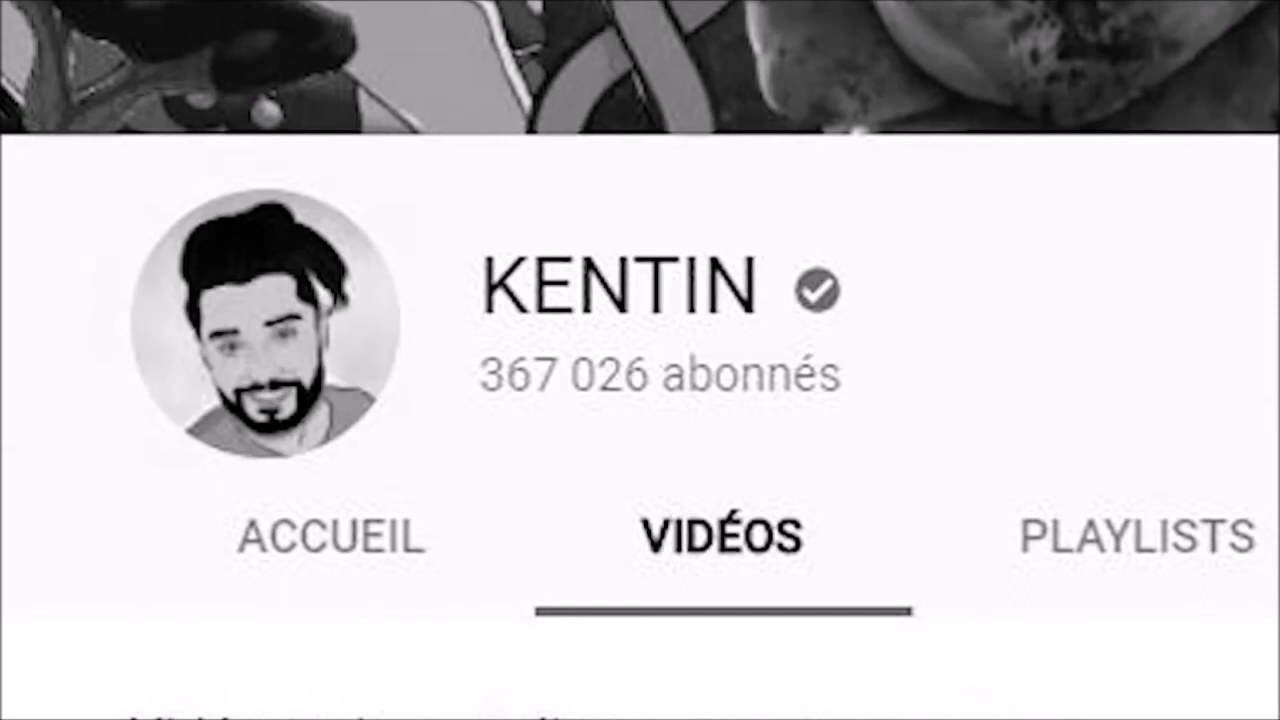 KENTIN
367 026 abonnés
ACCUEIL
VIDÉOS
PLAYLISTS